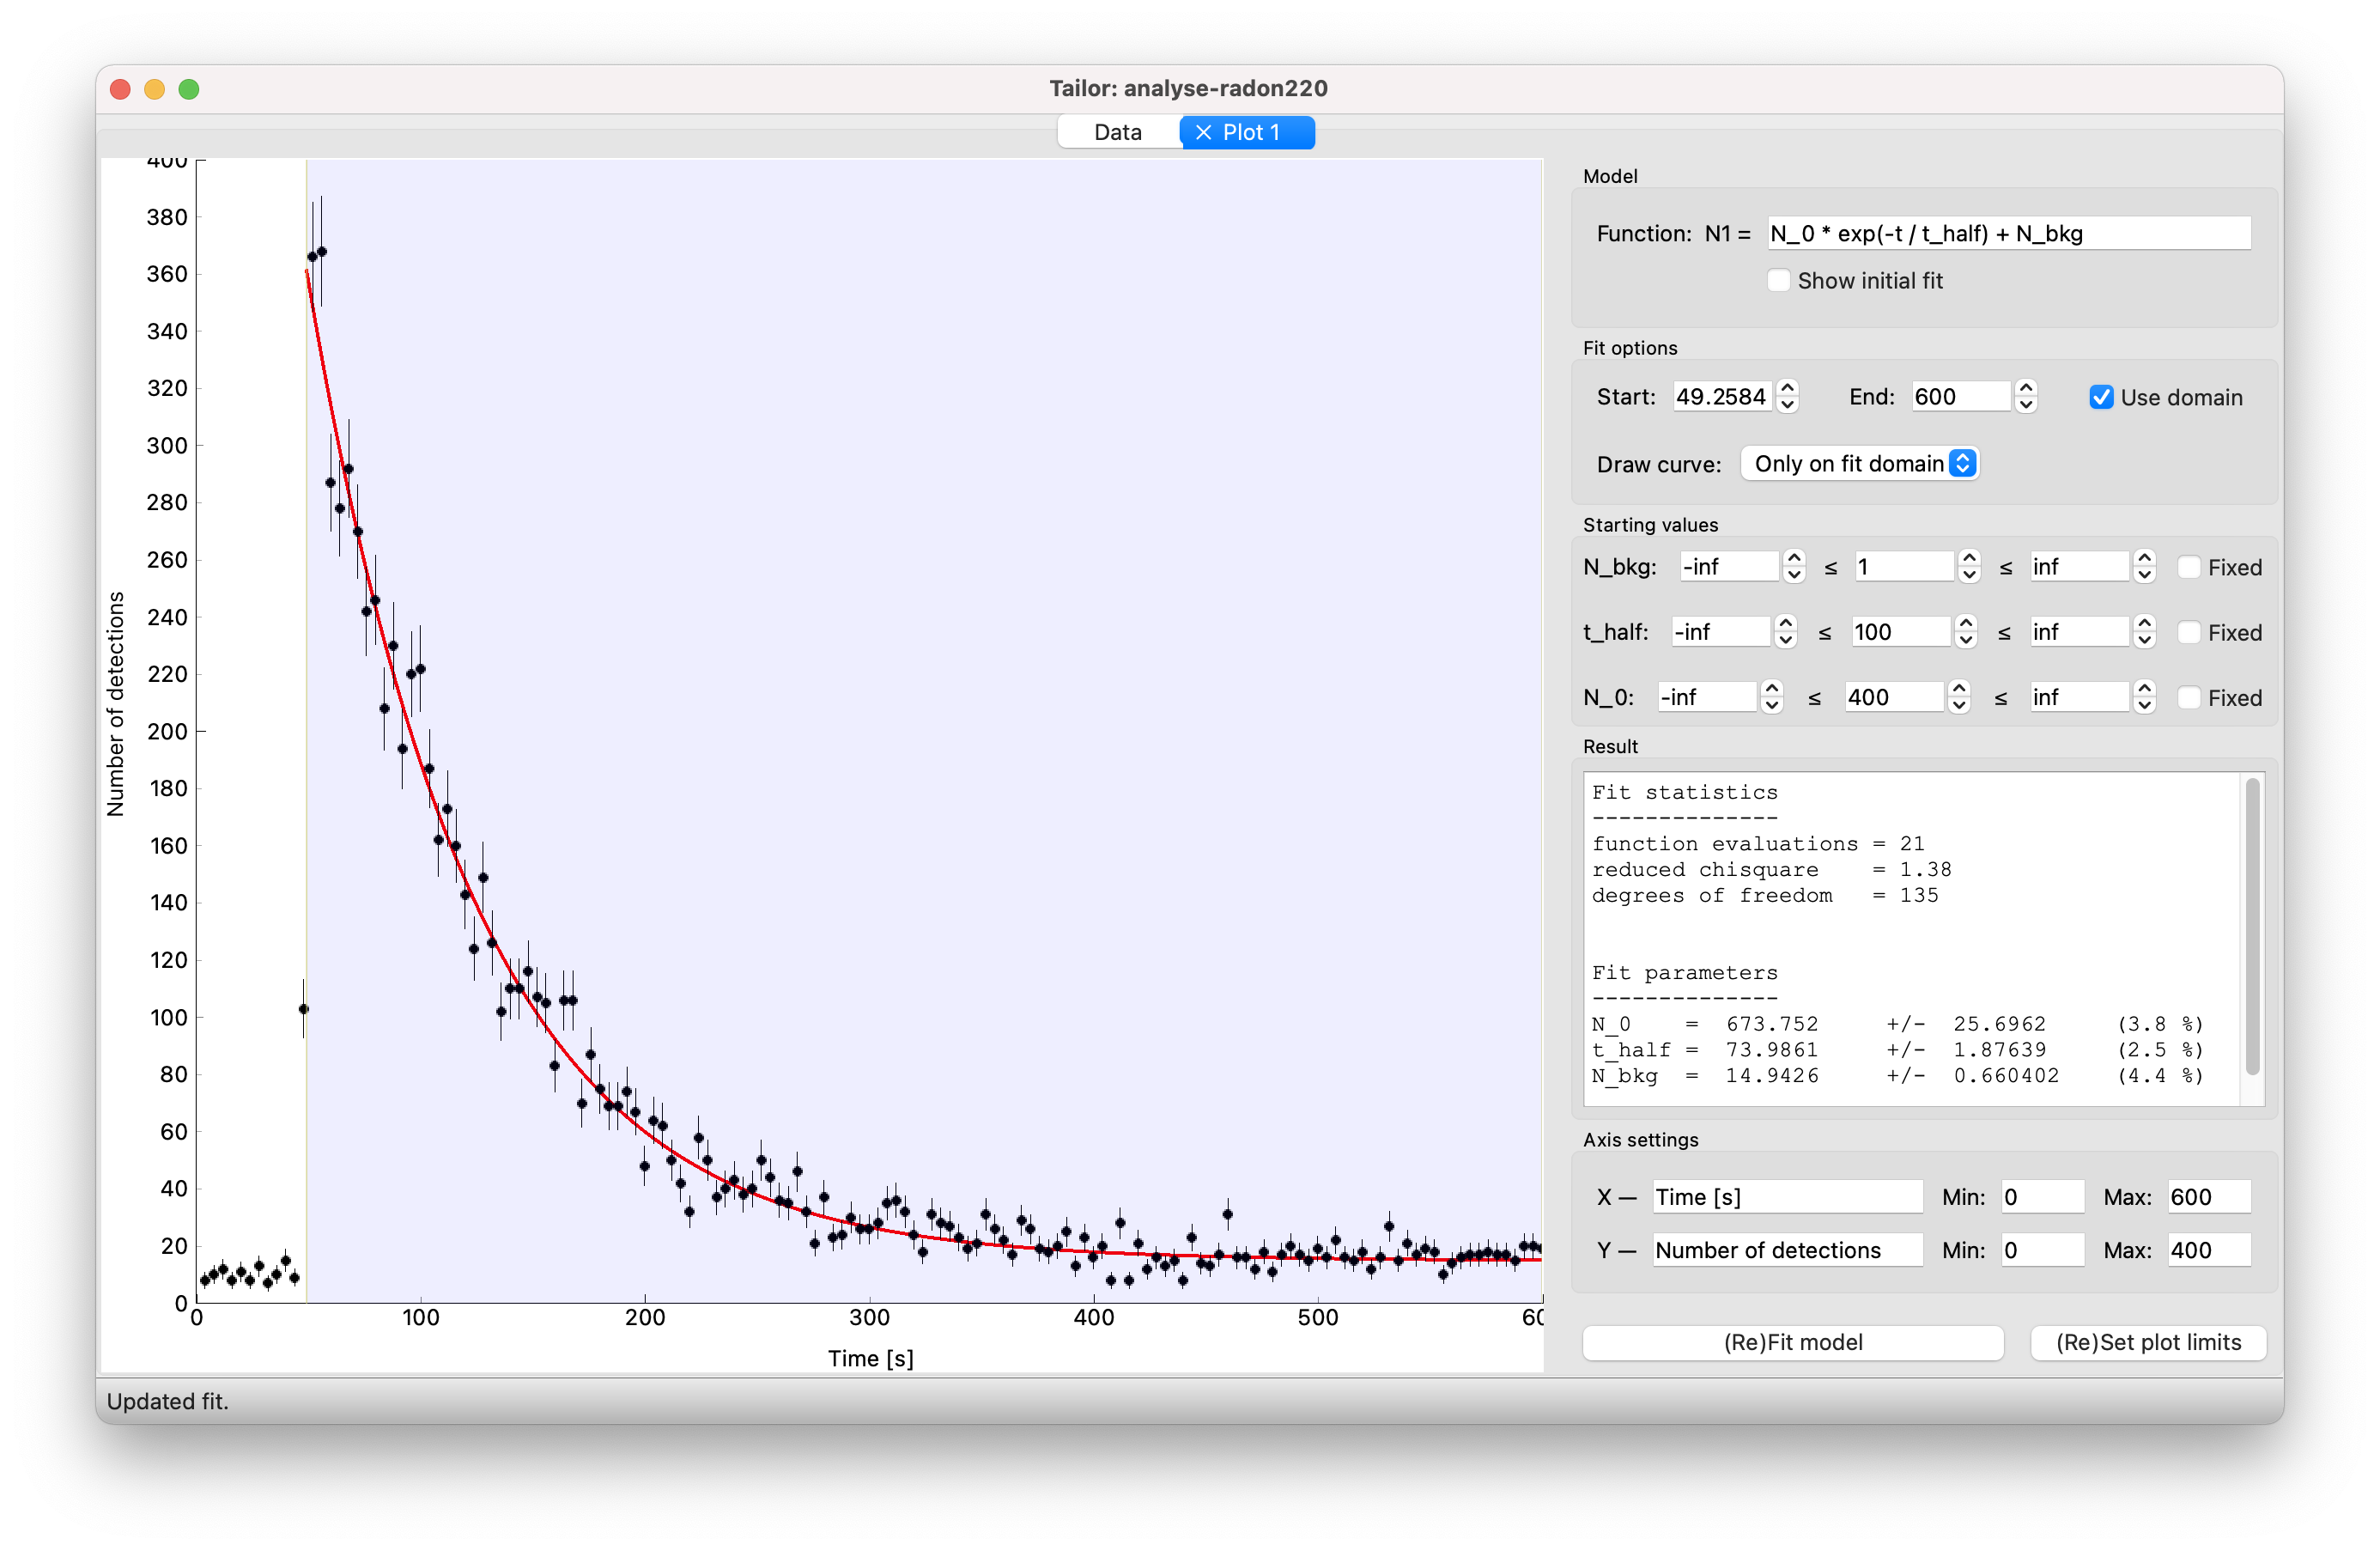 Tailor: analyse-radon220
Data
Plot 1
400
380
360
340
320
300
280
260
240
220
200
180
160
140
120
100
80
60
40
20
0
Number of detections
0 100 200 300 400 500 60
Time [s]
Model
Function: N1 = N_0 * exp(-t / t_half) + N_bkg
Show initial fit
Fit options
Start: 49.2584 End: 600 Use domain
Draw curve: Only on fit domain
Starting values
N_bkg: -inf ≤ 1 ≤ inf Fixed
t_half: -inf ≤ 100 ≤ inf Fixed
N_0: -inf ≤ 400 ≤ inf Fixed
Result
Fit statistics
--------------
function evaluations = 21
reduced chisquare = 1.38
degrees of freedom = 135
Fit parameters
--------------
N_0 = 673.752 +/- 25.6962 (3.8 %)
t_half = 73.9861 +/- 1.87639 (2.5 %)
N_bkg = 14.9426 +/- 0.660402 (4.4 %)
Axis settings
X — Time [s] Min: 0 Max: 600
Y — Number of detections Min: 0 Max: 400
(Re)Fit model
(Re)Set plot limits
Updated fit.